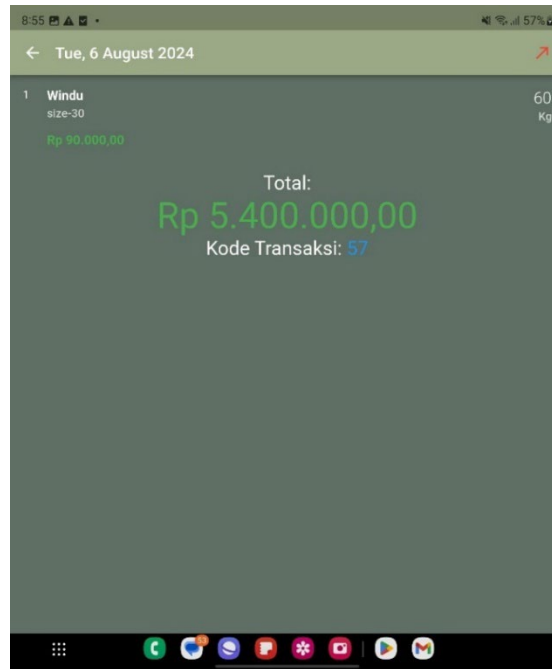 8:55
57%
Tue, 6 August 2024
1 Windu 60
size-30 Kg
Rp 90.000,00
Total:
Rp 5.400.000,00
Kode Transaksi: 57
53